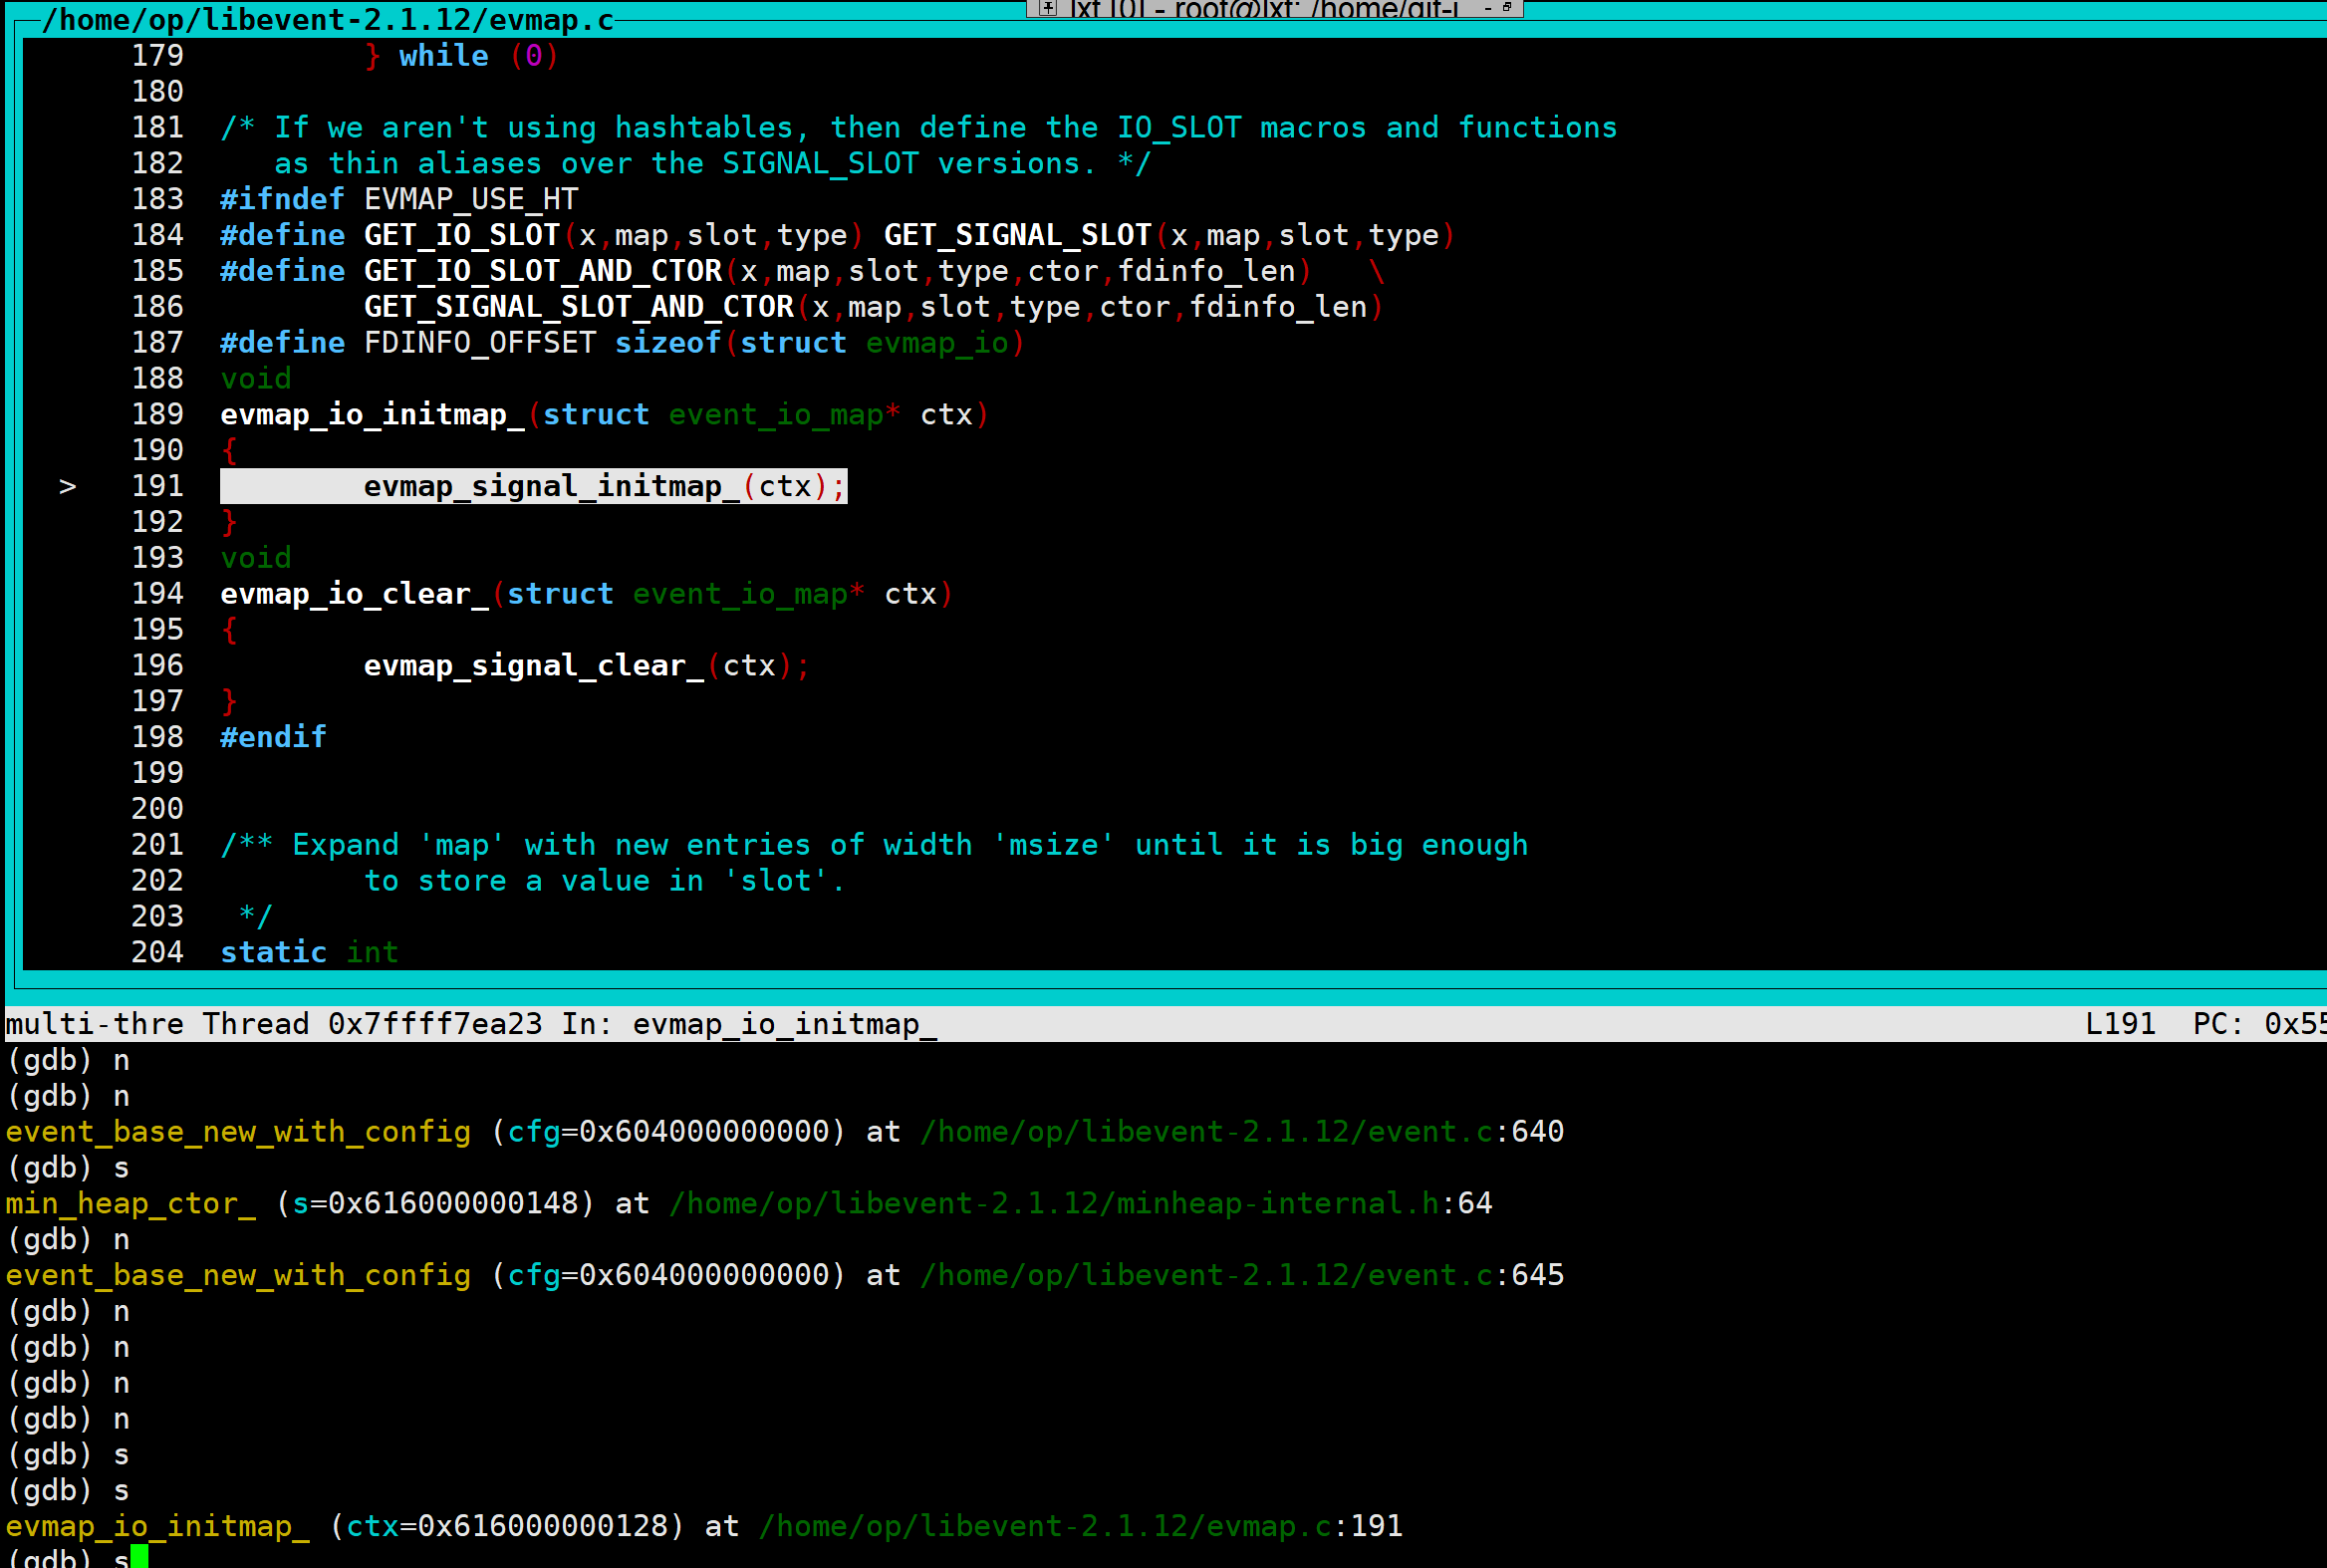 /home/op/libevent-2.1.12/evmap.c
lxf [0] - root@lxf: /home/git-i
179         } while (0)
180
181  /* If we aren't using hashtables, then define the IO_SLOT macros and functions
182     as thin aliases over the SIGNAL_SLOT versions. */
183  #ifndef EVMAP_USE_HT
184  #define GET_IO_SLOT(x,map,slot,type) GET_SIGNAL_SLOT(x,map,slot,type)
185  #define GET_IO_SLOT_AND_CTOR(x,map,slot,type,ctor,fdinfo_len)   \
186          GET_SIGNAL_SLOT_AND_CTOR(x,map,slot,type,ctor,fdinfo_len)
187  #define FDINFO_OFFSET sizeof(struct evmap_io)
188  void
189  evmap_io_initmap_(struct event_io_map* ctx)
190  {
>   191          evmap_signal_initmap_(ctx);
192  }
193  void
194  evmap_io_clear_(struct event_io_map* ctx)
195  {
196          evmap_signal_clear_(ctx);
197  }
198  #endif
199
200
201  /** Expand 'map' with new entries of width 'msize' until it is big enough
202          to store a value in 'slot'.
203   */
204  static int
multi-thre Thread 0x7ffff7ea23 In: evmap_io_initmap_ L191  PC: 0x55
(gdb) n
(gdb) n
event_base_new_with_config (cfg=0x604000000000) at /home/op/libevent-2.1.12/event.c:640
(gdb) s
min_heap_ctor_ (s=0x616000000148) at /home/op/libevent-2.1.12/minheap-internal.h:64
(gdb) n
event_base_new_with_config (cfg=0x604000000000) at /home/op/libevent-2.1.12/event.c:645
(gdb) n
(gdb) n
(gdb) n
(gdb) n
(gdb) s
(gdb) s
evmap_io_initmap_ (ctx=0x616000000128) at /home/op/libevent-2.1.12/evmap.c:191
(gdb) s